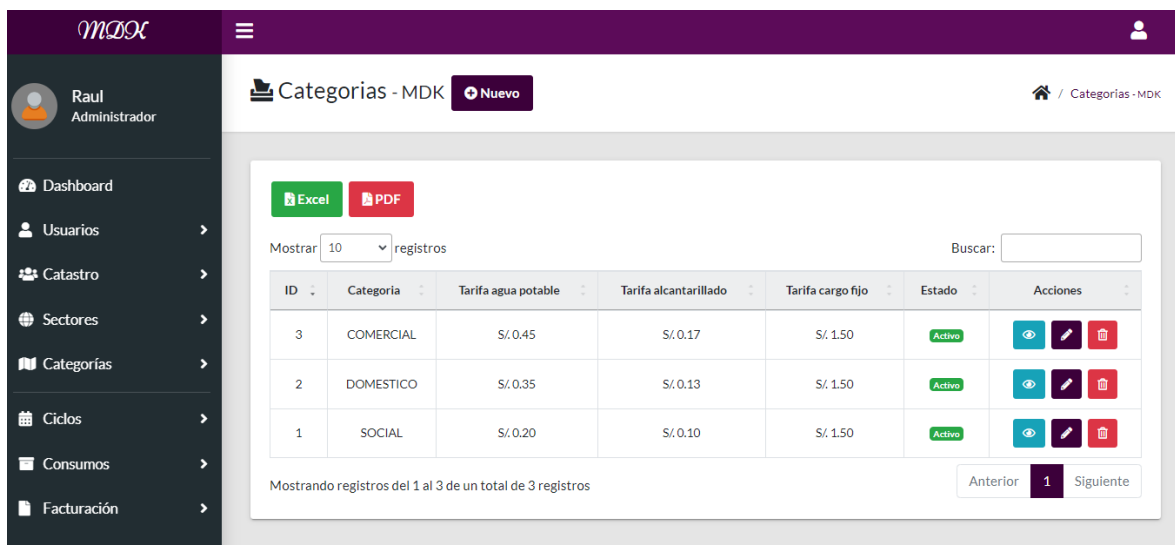 MDK
Raul
Administrador
Dashboard
Usuarios
Catastro
Sectores
Categorías
Ciclos
Consumos
Facturación
Categorias - MDK
Nuevo
/ Categorias - MDK
Excel
PDF
Mostrar 10 registros
Buscar:
ID Categoria Tarifa agua potable Tarifa alcantarillado Tarifa cargo fijo Estado Acciones
3 COMERCIAL S/. 0.45 S/. 0.17 S/. 1.50 Activo
2 DOMESTICO S/. 0.35 S/. 0.13 S/. 1.50 Activo
1 SOCIAL S/. 0.20 S/. 0.10 S/. 1.50 Activo
Mostrando registros del 1 al 3 de un total de 3 registros
Anterior 1 Siguiente